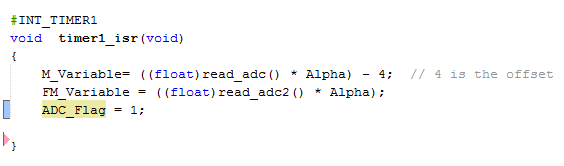 #INT_TIMER1
void  timer1_isr(void)
{
M_Variable= ((float)read_adc() * Alpha) - 4;  // 4 is the offset
FM_Variable = ((float)read_adc2() * Alpha);
ADC_Flag = 1;
}